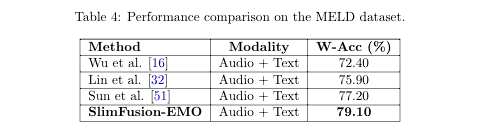 Table 4: Performance comparison on the MELD dataset.
Method Modality W-Acc (%)
Wu et al. [16] Audio + Text 72.40
Lin et al. [32] Audio + Text 75.90
Sun et al. [51] Audio + Text 77.20
SlimFusion-EMO Audio + Text 79.10